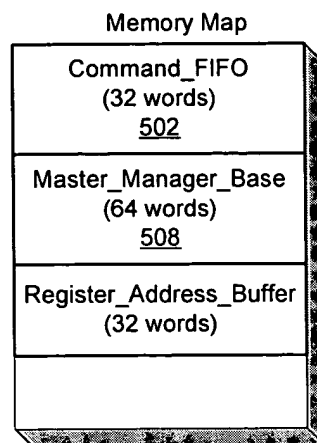 Memory Map
Command_FIFO
(32 words)
502
Master_Manager_Base
(64 words)
508
Register_Address_Buffer
(32 words)